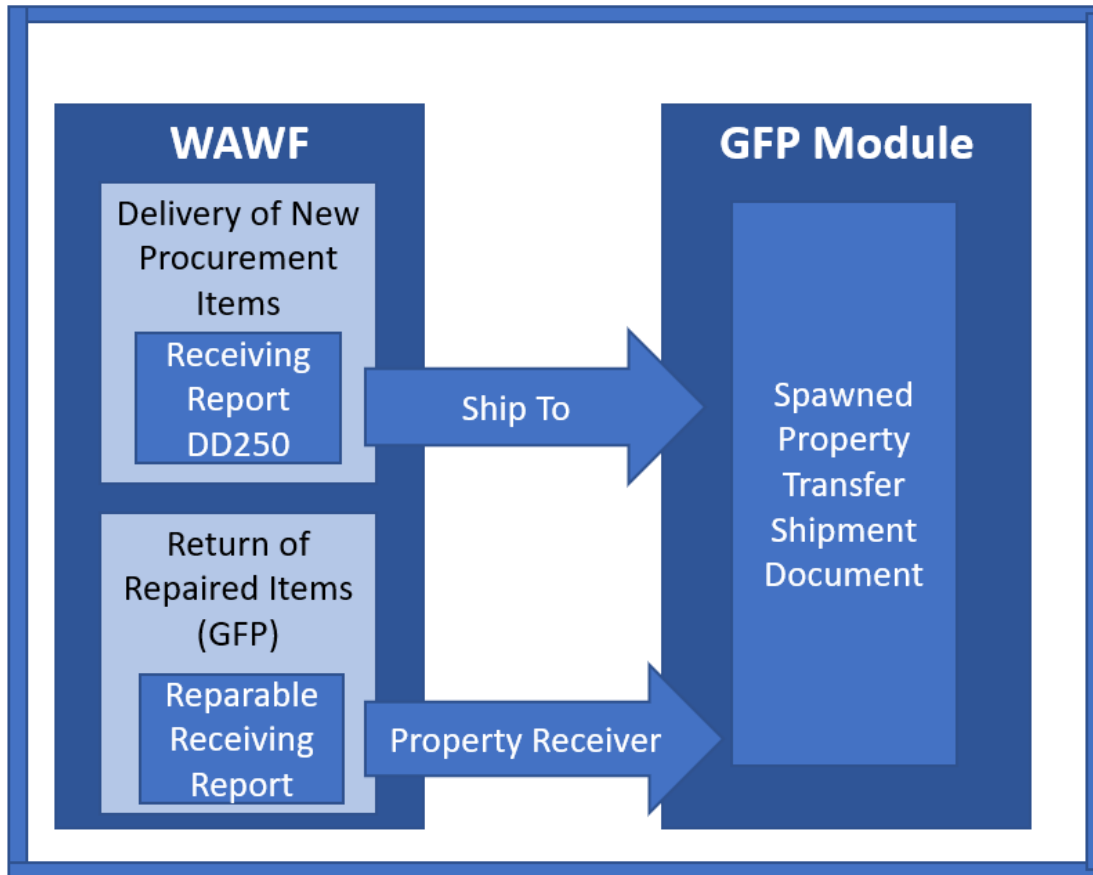 WAWF
Delivery of New
Procurement
Items
Receiving
Report
DD250
Return of
Repaired Items
(GFP)
Reparable
Receiving
Report
Ship To
Property Receiver
GFP Module
Spawned
Property
Transfer
Shipment
Document